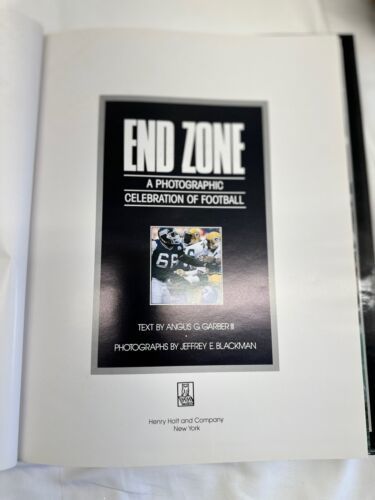 END ZONE
A PHOTOGRAPHIC
CELEBRATION OF FOOTBALL
68
TEXT BY ANGUS G. GARBER III
PHOTOGRAPHS BY JEFFREY E. BLACKMAN
Henry Holt and Company
New York